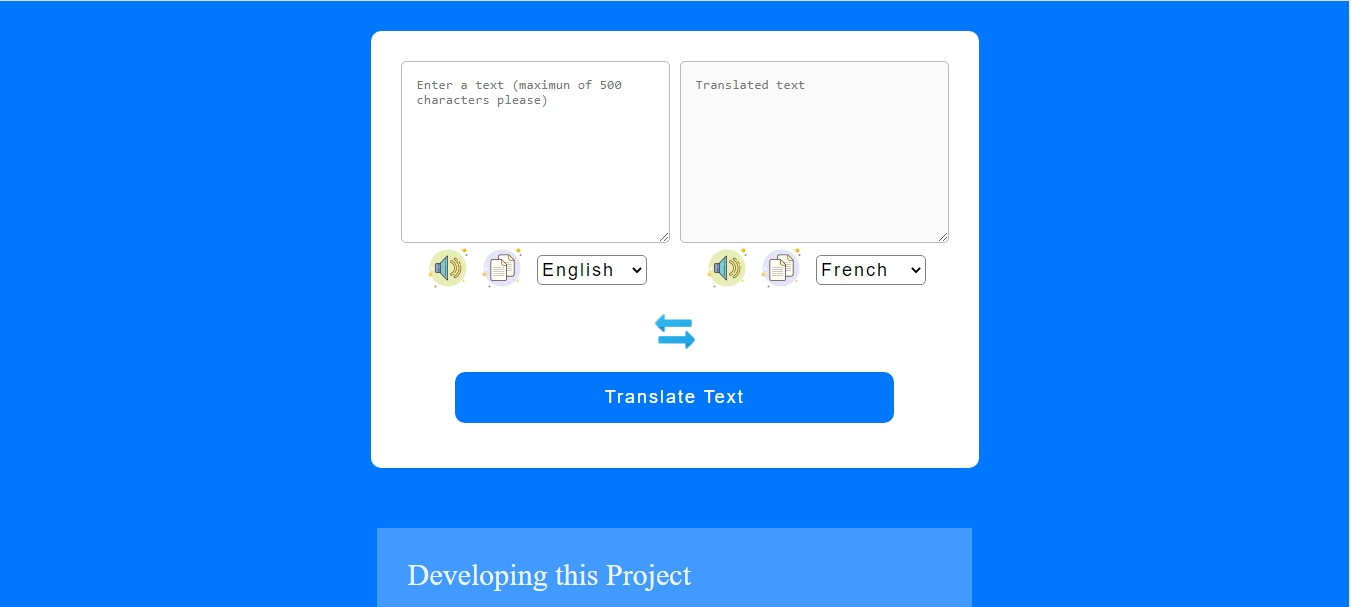 Enter a text (maximun of 500
characters please)
Translated text
English
French
Translate Text
Developing this Project